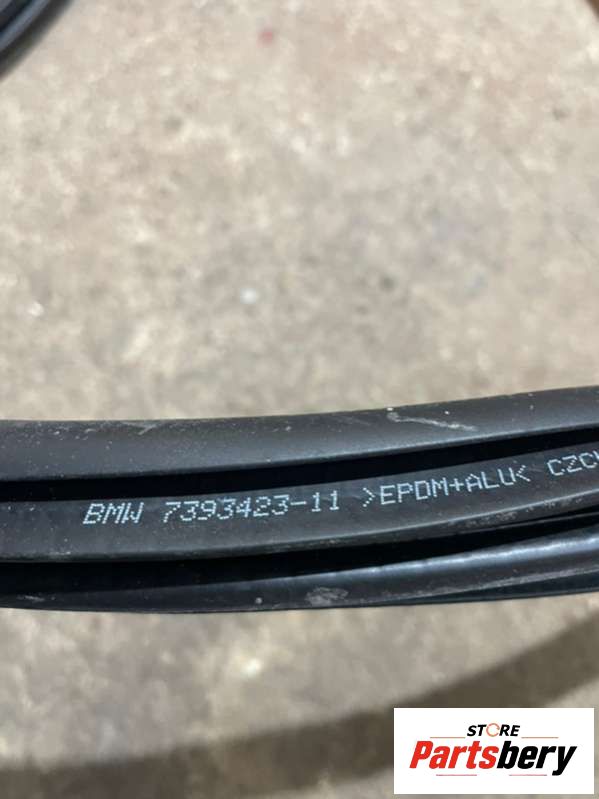 BMW 7393423-11 >EPDM+ALU<
STORE
Partsbery